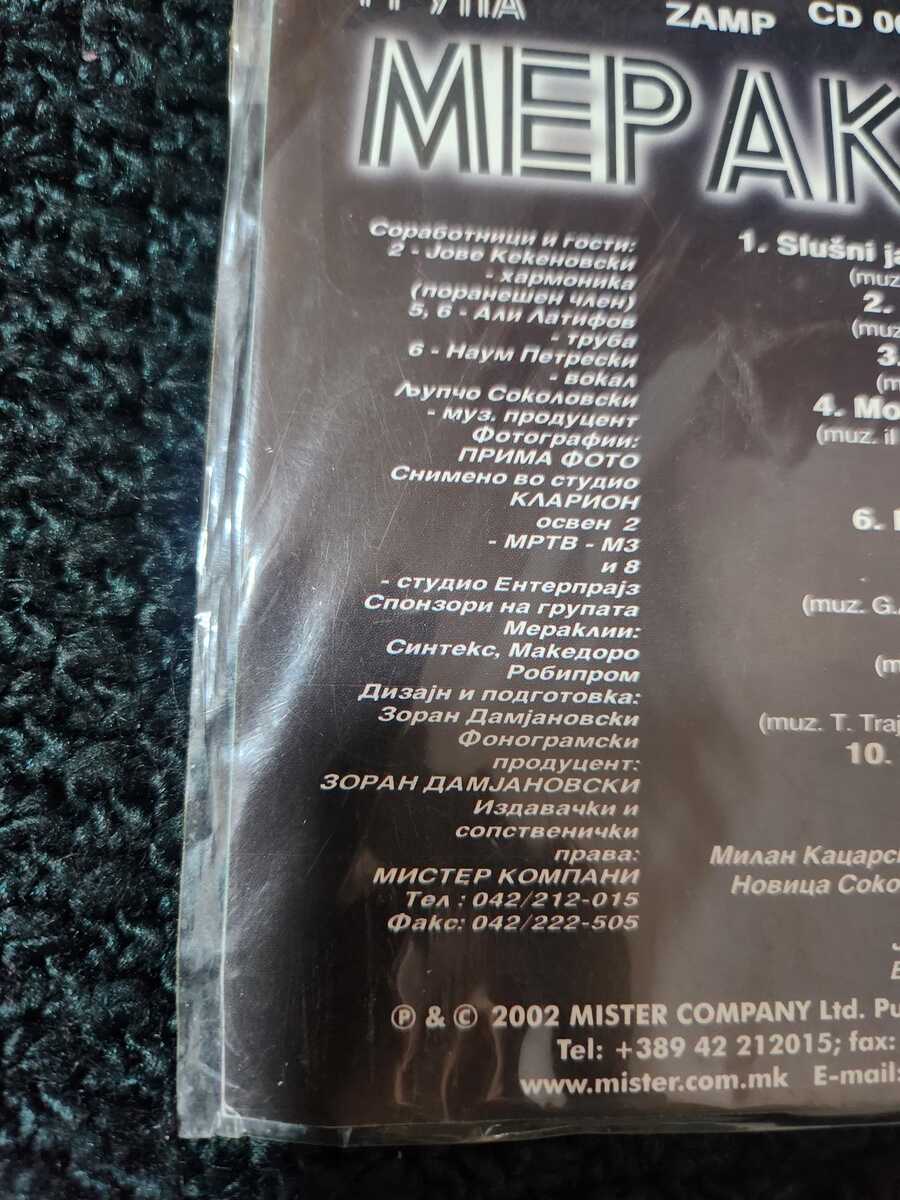 ГРУПА
ZAMP CD
МЕРАК
Соработници и гости:
2 - Јове Кекеновски
- хармоника
(поранешен член)
5, 6 - Али Латифов
- труба
6 - Наум Петрески
- вокал
Љупчо Соколовски
- муз. продуцент
Фотографии:
ПРИМА ФОТО
Снимено во студио
КЛАРИОН
освен 2
- МРТВ - М3
и 8
- студио Ентерпрајз
Спонзори на групата
Мераклии:
Синтекс, Македоро
Робипром
Дизајн и подготовка:
Зоран Дамјановски
Фонограмски
продуцент:
ЗОРАН ДАМЈАНОВСКИ
Издавачки и
сопственички
права:
МИСТЕР КОМПАНИ
Тел : 042/212-015
Факс: 042/222-505
1. Slušni ja
(muz
2.
(muz
3.
(m
4. Mo
(muz. i
6.
(muz. G.
(m
(muz. T. Traj
10.
Милан Кацарс
Новица Соко
℗ & © 2002 MISTER COMPANY Ltd. Pu
Tel: +389 42 212015; fax:
www.mister.com.mk E-mail: